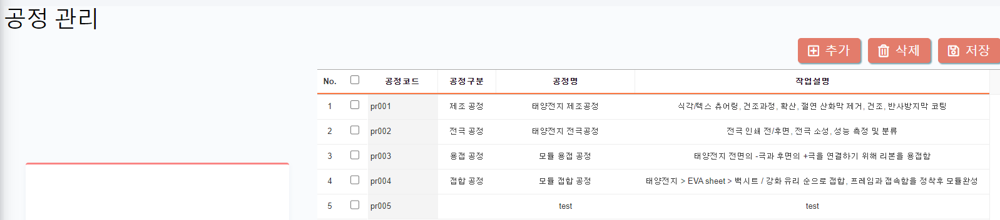 공정 관리
추가 삭제 저장
No. 공정코드 공정구분 공정명 작업설명
1 pr001 제조 공정 태양전지 제조공정 식각/텍스 츄어링, 건조과정, 확산, 절연 산화막 제거, 건조, 반사방지막 코팅
2 pr002 전극 공정 태양전지 전극공정 전극 인쇄 전/후면, 전극 소성, 성능 측정 및 분류
3 pr003 용접 공정 모듈 용접 공정 태양전지 전면의 -극과 후면의 +극을 연결하기 위해 리본을 용접함
4 pr004 접합 공정 모듈 접합 공정 태양전지 > EVA sheet > 백시트 / 강화 유리 순으로 접합, 프레임과 접속함을 정착후 모듈완성
5 pr005 test test